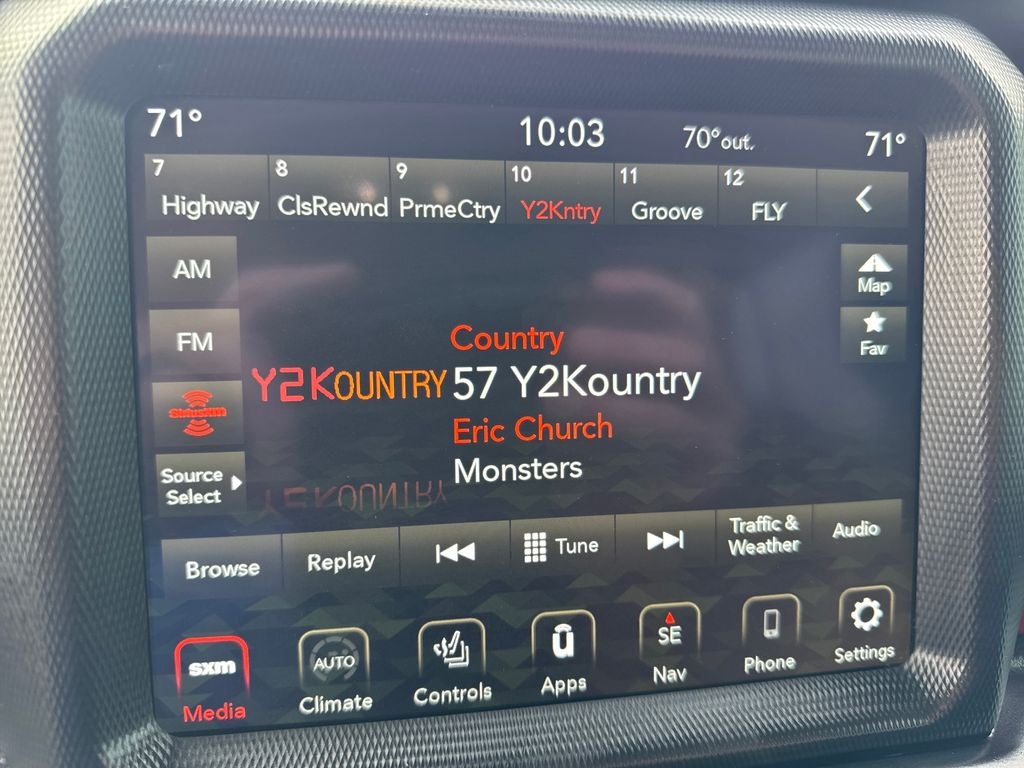 71° 10:03 70°out. 71°
7 8 9 10 11 12
Highway ClsRewnd PrmeCtry Y2Kntry Groove FLY
AM
Map
FM
Fav
Country
Y2KOUNTRY 57 Y2Kountry
SiriusXM
Eric Church
Monsters
Source
Select
Y2KOUNTRY
Browse Replay Tune Traffic &
Weather Audio
sxm AUTO SE
Media Climate Controls Apps Nav Phone Settings